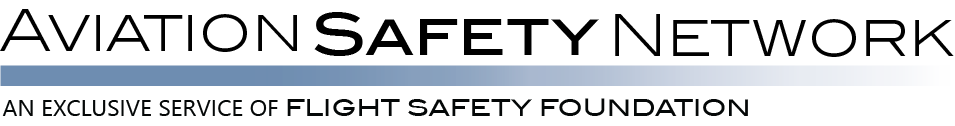 AVIATION SAFETY NETWORK
AN EXCLUSIVE SERVICE OF FLIGHT SAFETY FOUNDATION